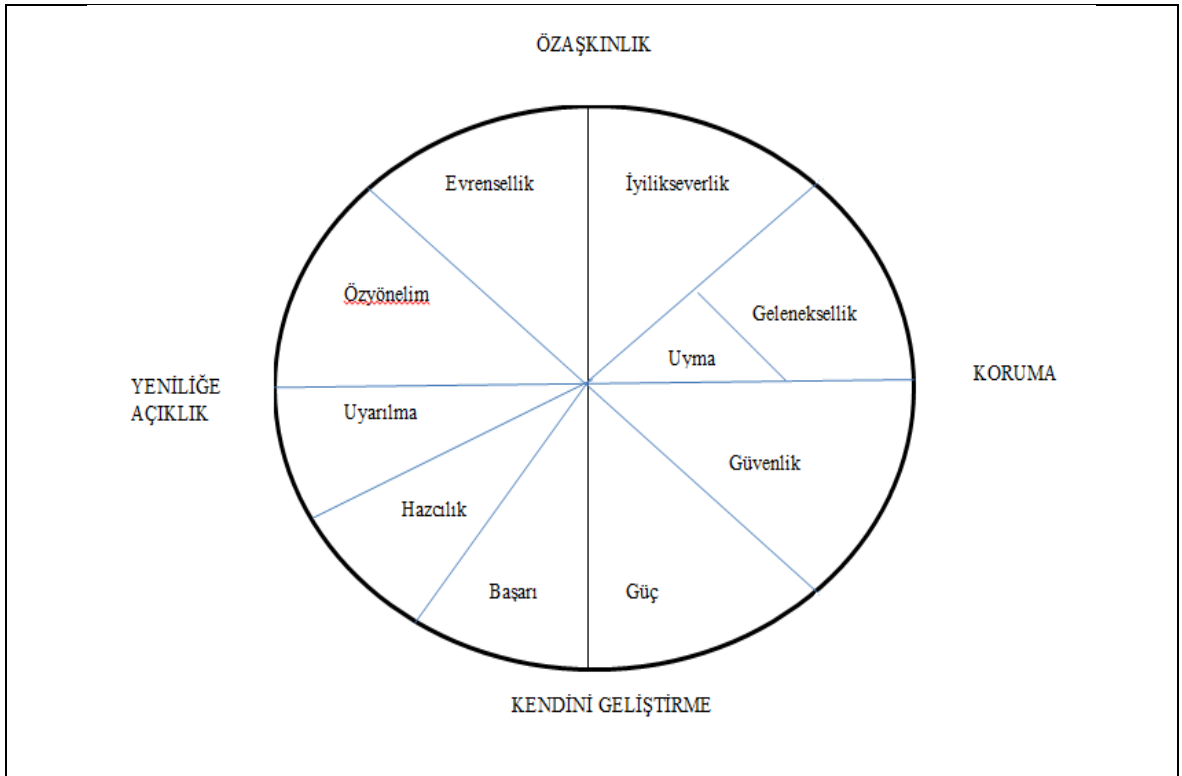 ÖZAŞKINLIK
Evrensellik
İyilikseverlik
Özyönelim
Geleneksellik
Uyma
YENİLİĞE
AÇIKLIK
KORUMA
Uyarılma
Güvenlik
Hazcılık
Başarı
Güç
KENDİNİ GELİŞTİRME